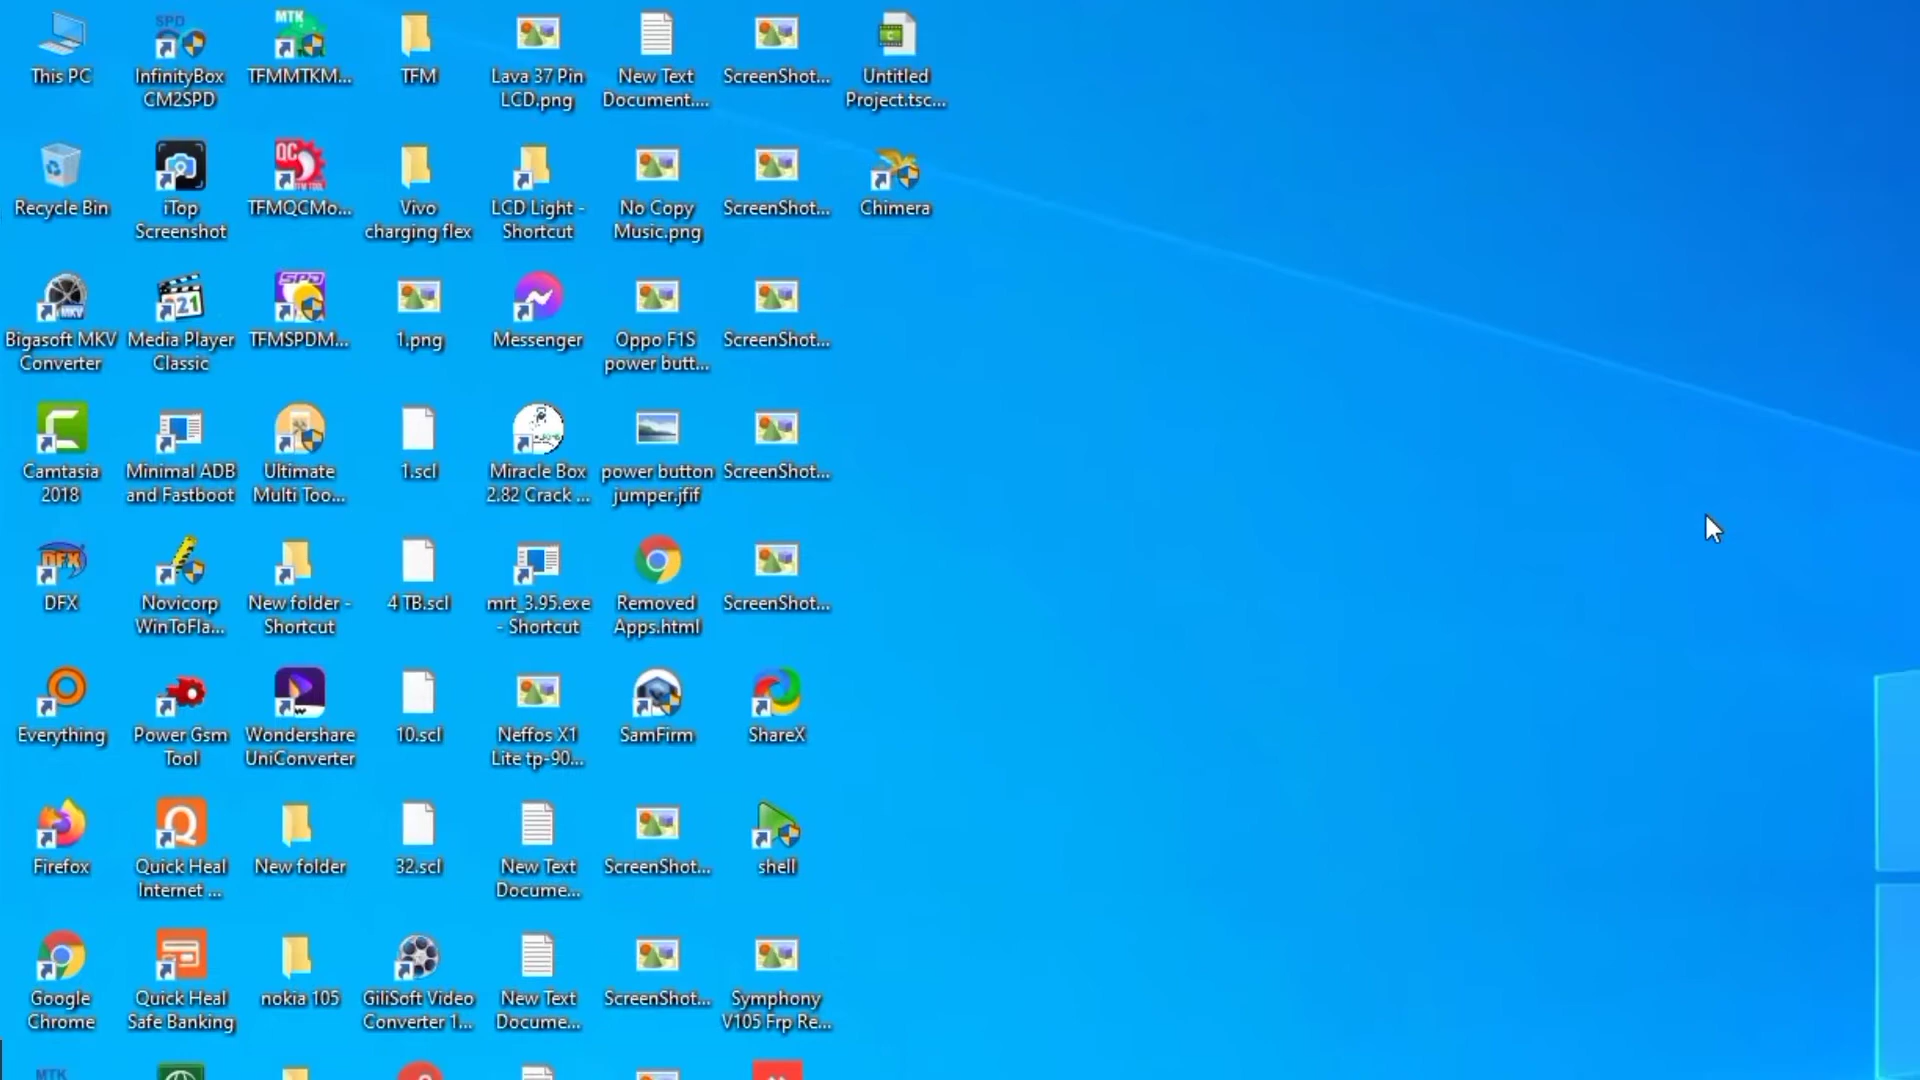 This PC
InfinityBox
CM2SPD
TFMMTKM...
TFM
Lava 37 Pin
LCD.png
New Text
Document....
ScreenShot...
Untitled
Project.tsc...
Recycle Bin
iTop
Screenshot
TFMQCMo...
Vivo
charging flex
LCD Light -
Shortcut
No Copy
Music.png
ScreenShot...
Chimera
Bigasoft MKV
Converter
Media Player
Classic
TFMSPDM...
1.png
Messenger
Oppo F1S
power butt...
ScreenShot...
Camtasia
2018
Minimal ADB
and Fastboot
Ultimate
Multi Too...
1.scl
Miracle Box
2.82 Crack ...
power button
jumper.jfif
ScreenShot...
DFX
Novicorp
WinToFla...
New folder -
Shortcut
4 TB.scl
mrt_3.95.exe
- Shortcut
Removed
Apps.html
ScreenShot...
Everything
Power Gsm
Tool
Wondershare
UniConverter
10.scl
Neffos X1
Lite tp-90...
SamFirm
ShareX
Firefox
Quick Heal
Internet ...
New folder
32.scl
New Text
Docume...
ScreenShot...
shell
Google
Chrome
Quick Heal
Safe Banking
nokia 105
GiliSoft Video
Converter 1...
New Text
Docume...
ScreenShot...
Symphony
V105 Frp Re...
MTK